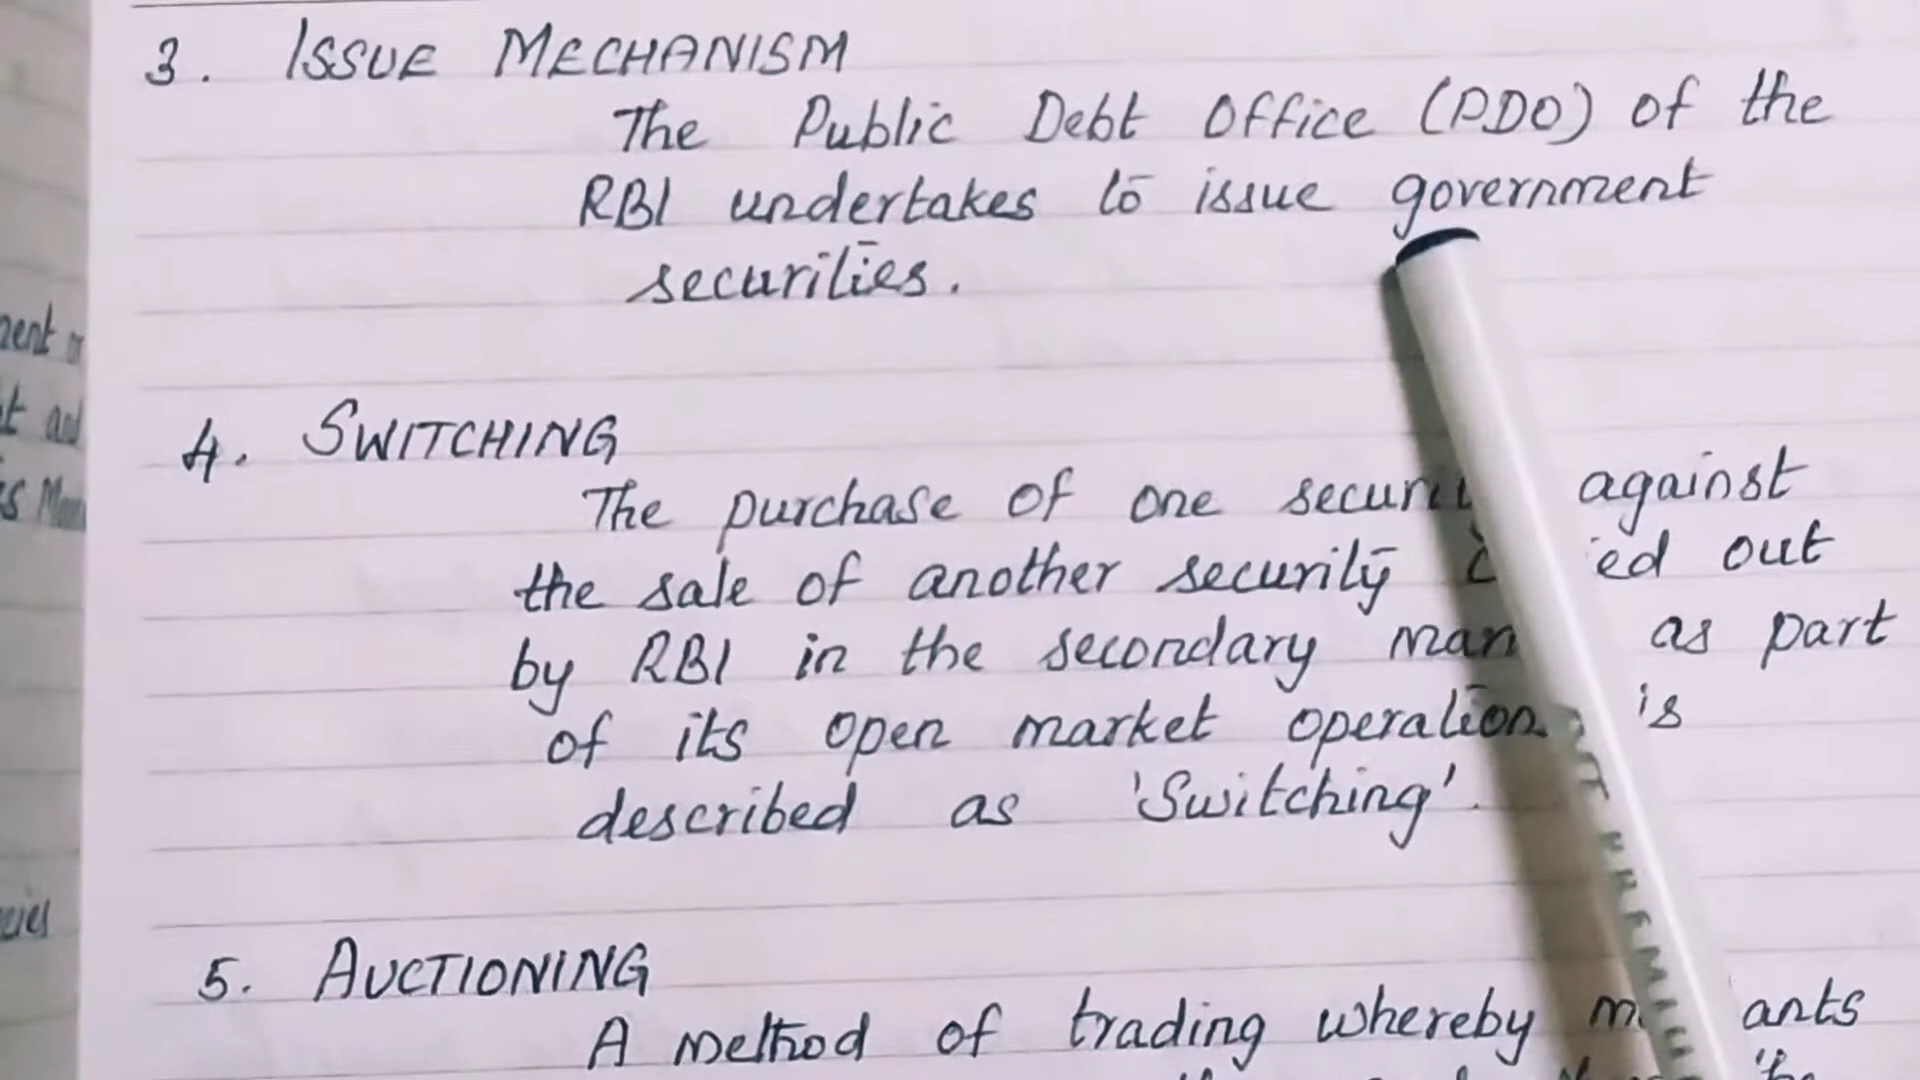 3. ISSUE MECHANISM
The Public Debt Office (PDO) of the
RBI undertakes to issue government
securities.
4. SWITCHING
The purchase of one against
the sale of another security out
by RBI in the secondary as part
of its open market operation is
described as 'Switching'.
5. AUCTIONING
A method of trading whereby